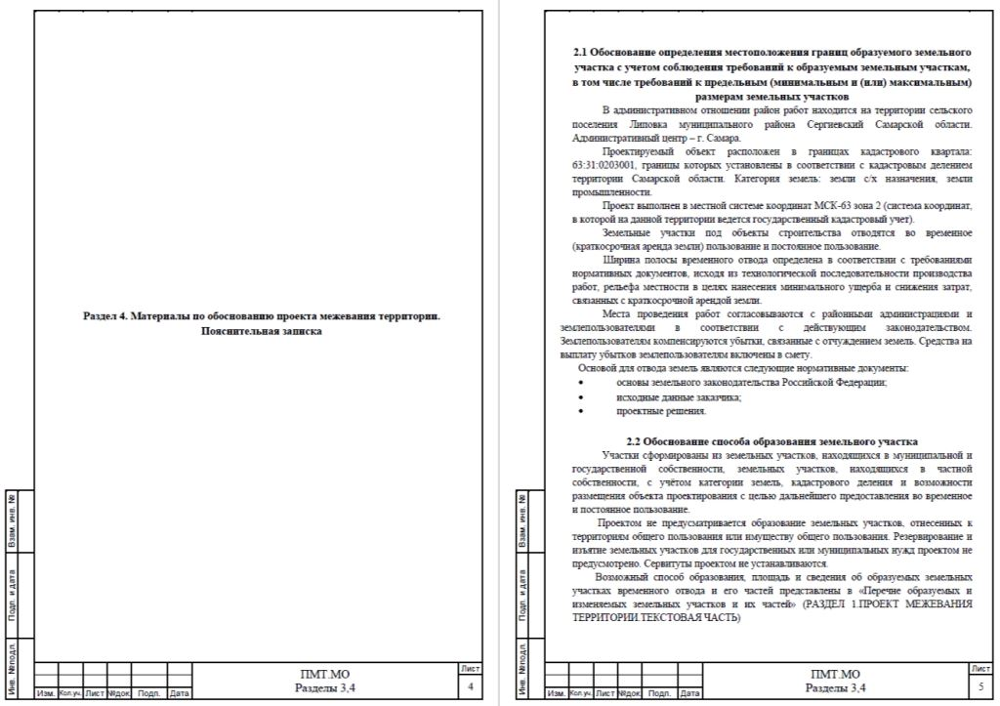 Раздел 4. Материалы по обоснованию проекта межевания территории.
Пояснительная записка
Взам. инв. №
Подп. и дата
Инв. №подл.
Изм.
Кол.уч.
Лист
№док.
Подп.
Дата
ПМТ.МО
Разделы 3,4
Лист
4
2.1 Обоснование определения местоположения границ образуемого земельного
участка с учетом соблюдения требований к образуемым земельным участкам,
в том числе требований к предельным (минимальным и (или) максимальным)
размерам земельных участков
В административном отношении район работ находится на территории сельского
поселения Липовка муниципального района Сергиевский Самарской области.
Административный центр – г. Самара.
Проектируемый объект расположен в границах кадастрового квартала:
63:31:0203001, границы которых установлены в соответствии с кадастровым делением
территории Самарской области. Категория земель: земли с/х назначения, земли
промышленности.
Проект выполнен в местной системе координат МСК-63 зона 2 (система координат,
в которой на данной территории ведется государственный кадастровый учет).
Земельные участки под объекты строительства отводятся во временное
(краткосрочная аренда земли) пользование и постоянное пользование.
Ширина полосы временного отвода определена в соответствии с требованиями
нормативных документов, исходя из технологической последовательности производства
работ, рельефа местности в целях нанесения минимального ущерба и снижения затрат,
связанных с краткосрочной арендой земли.
Места проведения работ согласовываются с районными администрациями и
землепользователями в соответствии с действующим законодательством.
Землепользователям компенсируются убытки, связанные с отчуждением земель. Средства на
выплату убытков землепользователям включены в смету.
Основой для отвода земель являются следующие нормативные документы:
• основы земельного законодательства Российской Федерации;
• исходные данные заказчика;
• проектные решения.
2.2 Обоснование способа образования земельного участка
Участки сформированы из земельных участков, находящихся в муниципальной и
государственной собственности, земельных участков, находящихся в частной
собственности, с учётом категории земель, кадастрового деления и возможности
размещения объекта проектирования с целью дальнейшего предоставления во временное
и постоянное пользование.
Проектом не предусматривается образование земельных участков, отнесенных к
территориям общего пользования или имуществу общего пользования. Резервирование и
изъятие земельных участков для государственных или муниципальных нужд проектом не
предусмотрено. Сервитуты проектом не устанавливаются.
Возможный способ образования, площадь и сведения об образуемых земельных
участках временного отвода и его частей представлены в «Перечне образуемых и
изменяемых земельных участков и их частей» (РАЗДЕЛ 1.ПРОЕКТ МЕЖЕВАНИЯ
ТЕРРИТОРИИ.ТЕКСТОВАЯ ЧАСТЬ)
Взам. инв. №
Подп. и дата
Инв. №подл.
Изм.
Кол.уч.
Лист
№док.
Подп.
Дата
ПМТ.МО
Разделы 3,4
Лист
5